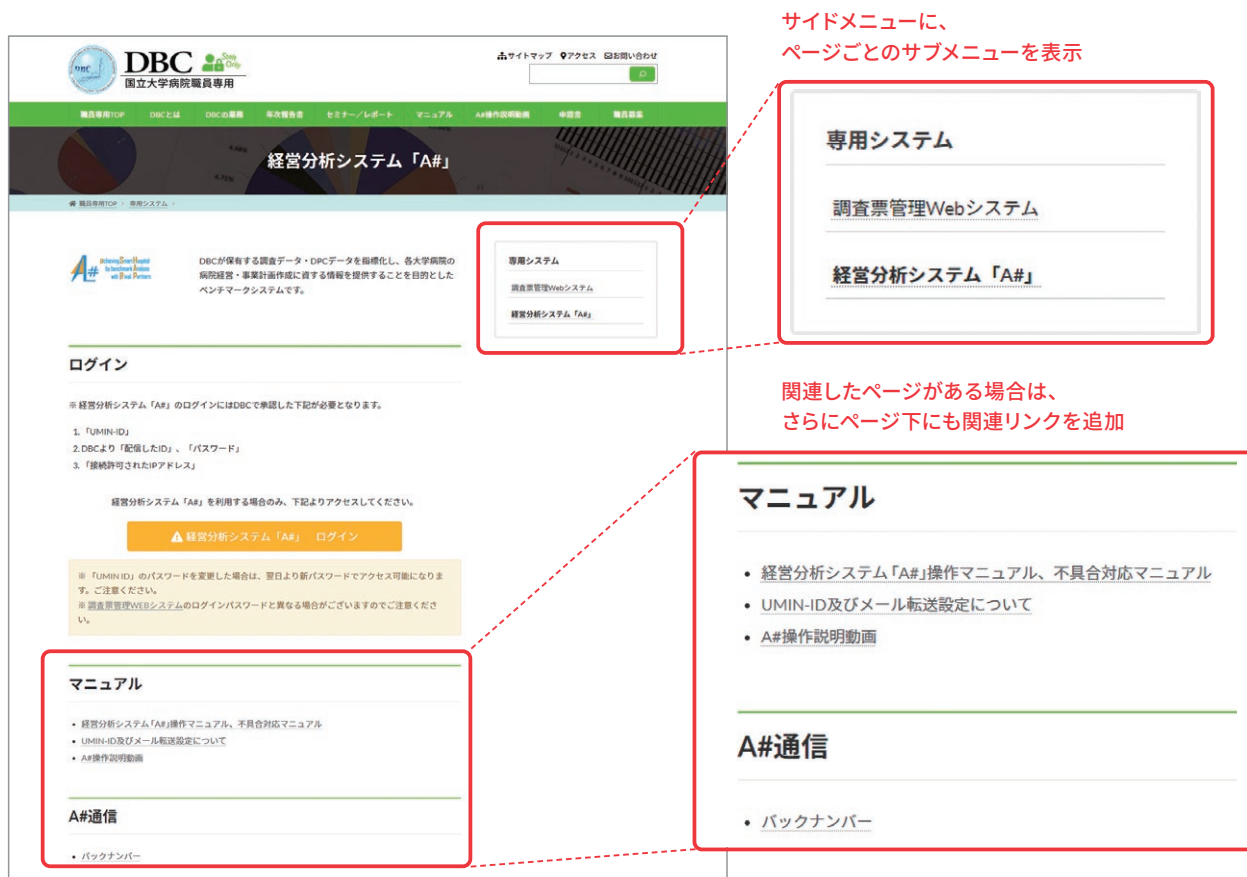 サイドメニューに、
ページごとのサブメニューを表示
DBC
Staff Only
国立大学病院職員専用
サイトマップ アクセス お問い合わせ
職員専用TOP DBCとは DBCの業務 年次報告書 セミナー/レポート マニュアル A#操作説明動画 申請書 職員募集
経営分析システム「A#」
職員専用TOP › 専用システム ›
A# Achieving Smart Hospital
by benchmark Analysis
with Rival Partners
DBCが保有する調査データ・DPCデータを指標化し、各大学病院の
病院経営・事業計画作成に資する情報を提供することを目的とした
ベンチマークシステムです。
専用システム
調査票管理Webシステム
経営分析システム「A#」
専用システム
調査票管理Webシステム
経営分析システム「A#」
ログイン
※ 経営分析システム「A#」のログインにはDBCで承認した下記が必要となります。
1. 「UMIN-ID」
2. DBCより「配信したID」、「パスワード」
3. 「接続許可されたIPアドレス」
経営分析システム「A#」を利用する場合のみ、下記よりアクセスしてください。
経営分析システム「A#」 ログイン
※ 「UMIN ID」のパスワードを変更した場合は、翌日より新パスワードでアクセス可能になりま
す。ご注意ください。
※ 調査票管理WEBシステムのログインパスワードと異なる場合がございますのでご注意くださ
い。
マニュアル
• 経営分析システム「A#」操作マニュアル、不具合対応マニュアル
• UMIN-ID及びメール転送設定について
• A#操作説明動画
A#通信
• バックナンバー
関連したページがある場合は、
さらにページ下にも関連リンクを追加
マニュアル
• 経営分析システム「A#」操作マニュアル、不具合対応マニュアル
• UMIN-ID及びメール転送設定について
• A#操作説明動画
A#通信
• バックナンバー